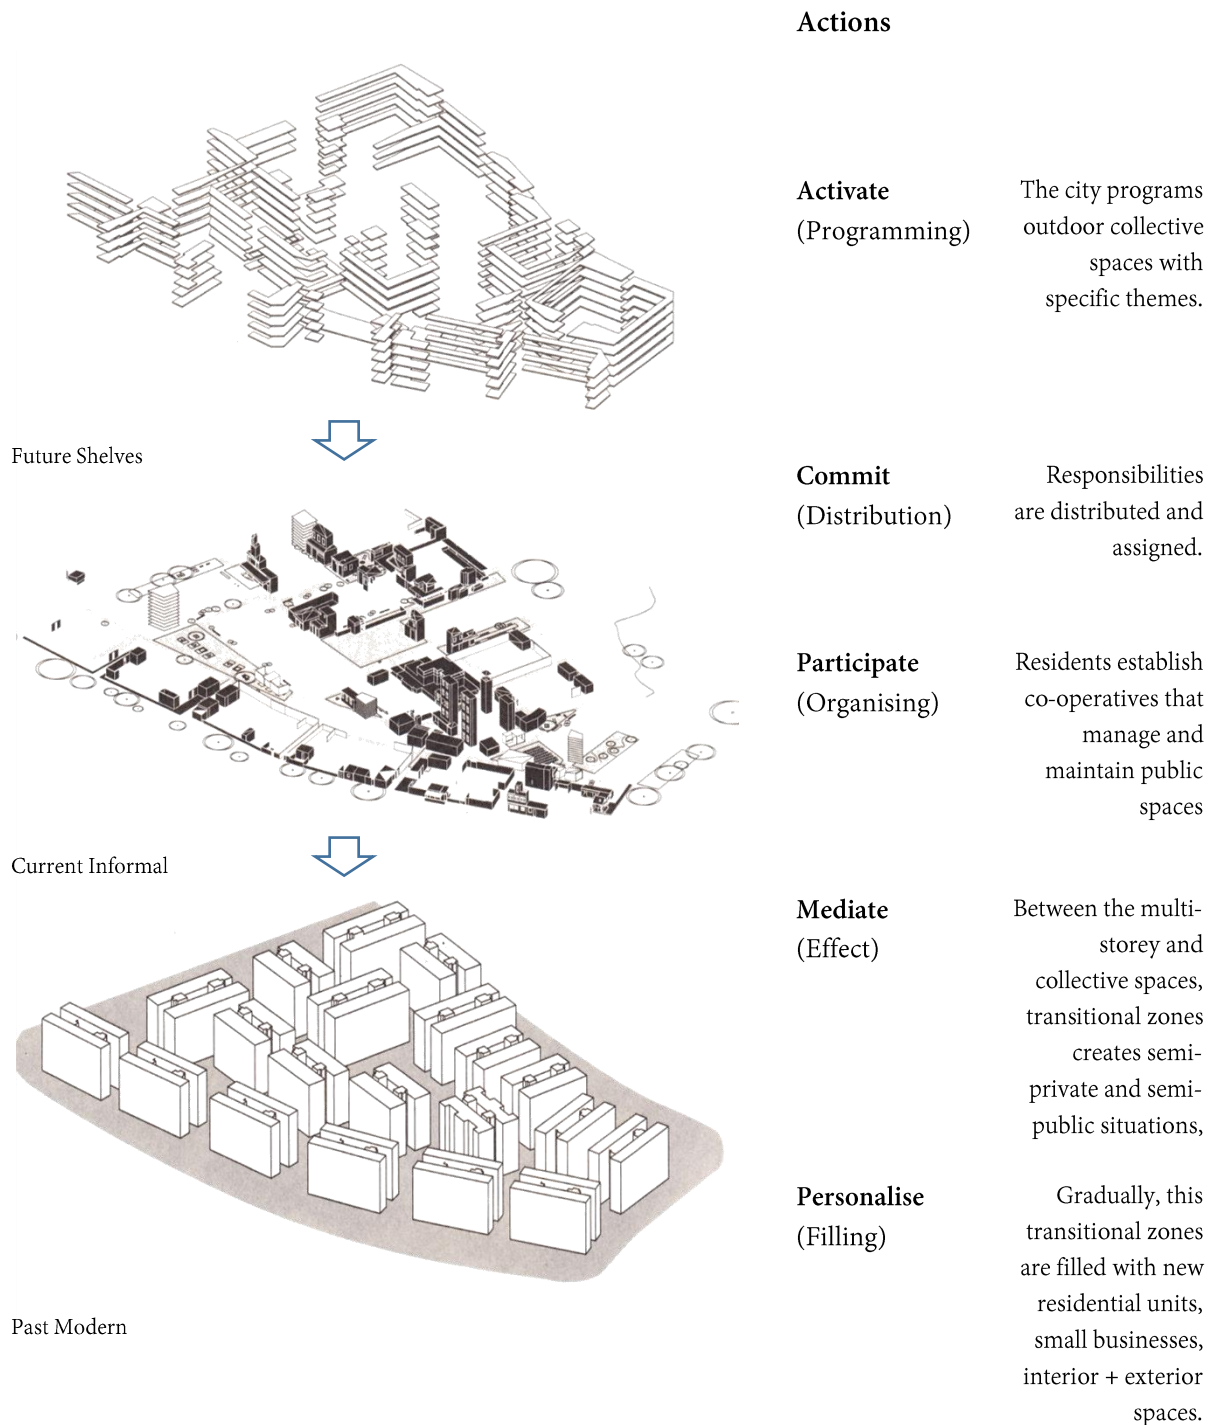 Actions
Activate
(Programming)
The city programs
outdoor collective
spaces with
specific themes.
Future Shelves
Commit
(Distribution)
Responsibilities
are distributed and
assigned.
Participate
(Organising)
Residents establish
co-operatives that
manage and
maintain public
spaces
Current Informal
Mediate
(Effect)
Between the multi-
storey and
collective spaces,
transitional zones
creates semi-
private and semi-
public situations,
Personalise
(Filling)
Gradually, this
transitional zones
are filled with new
residential units,
small businesses,
interior + exterior
spaces.
Past Modern